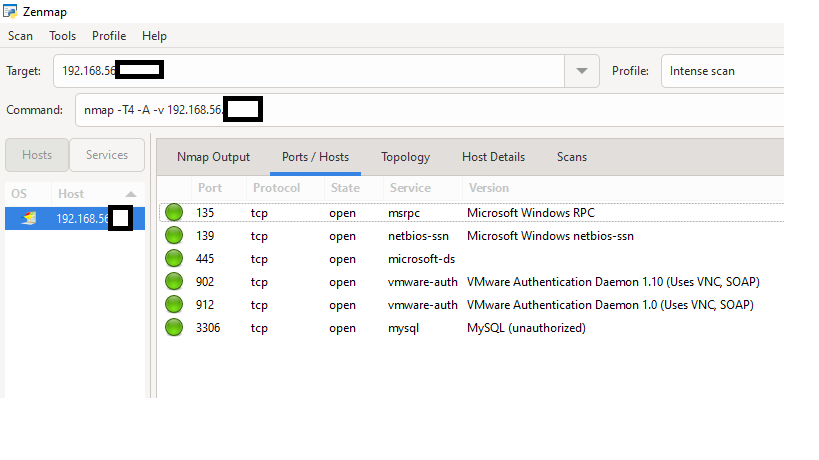 Zenmap
Scan Tools Profile Help
Target: 192.168.56 Profile: Intense scan
Command: nmap -T4 -A -v 192.168.56.
Hosts Services Nmap Output Ports / Hosts Topology Host Details Scans
OS Host Port Protocol State Service Version
192.168.56 135 tcp open msrpc Microsoft Windows RPC
139 tcp open netbios-ssn Microsoft Windows netbios-ssn
445 tcp open microsoft-ds
902 tcp open vmware-auth VMware Authentication Daemon 1.10 (Uses VNC, SOAP)
912 tcp open vmware-auth VMware Authentication Daemon 1.0 (Uses VNC, SOAP)
3306 tcp open mysql MySQL (unauthorized)